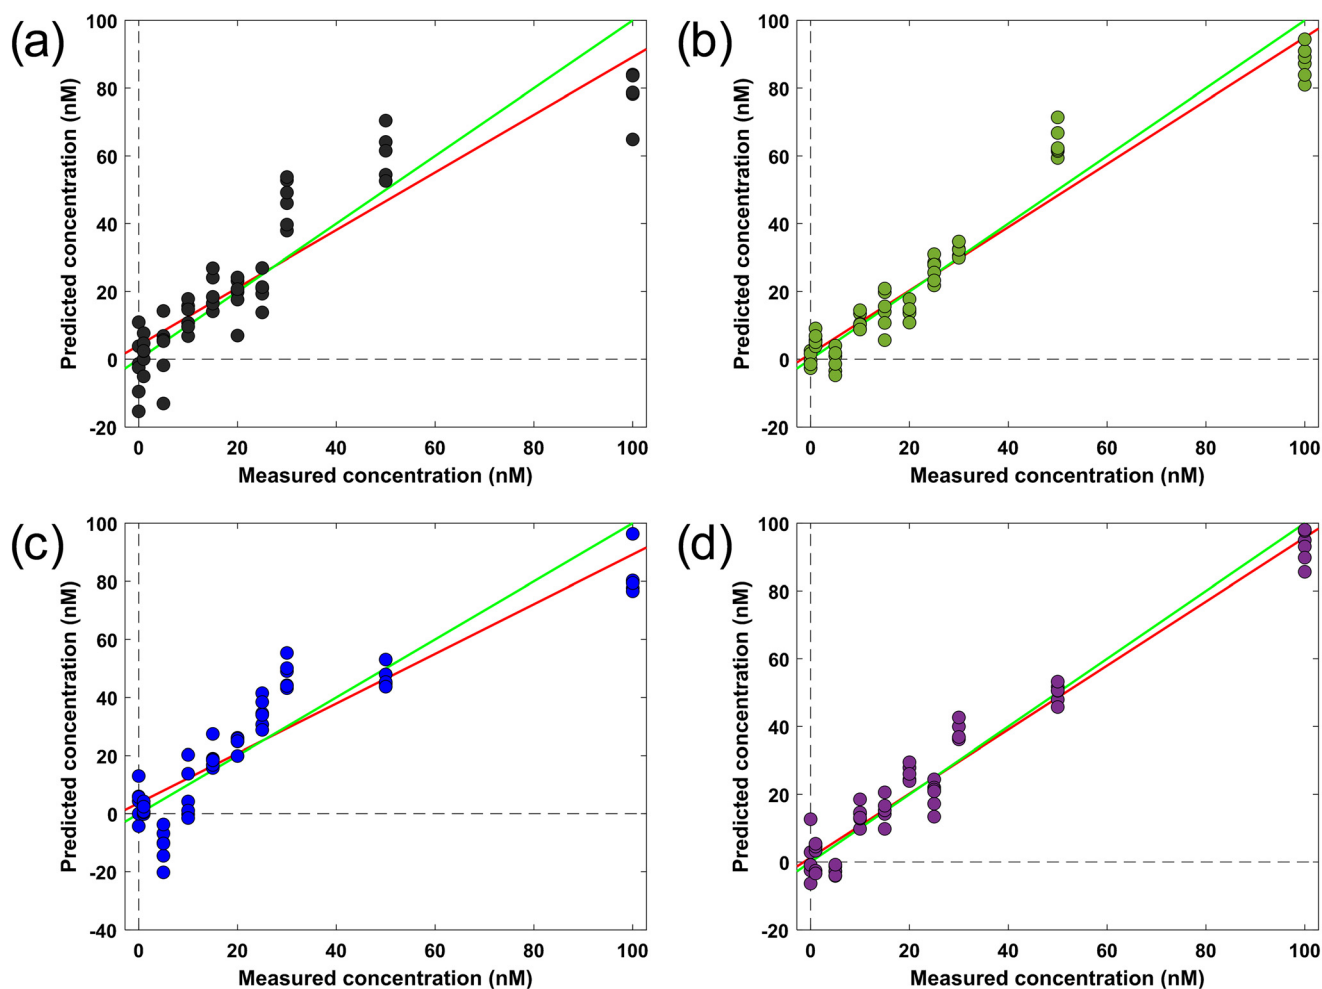 (a)
100
80
60
40
20
0
-20
Predicted concentration (nM)
0 20 40 60 80 100
Measured concentration (nM)
(b)
100
80
60
40
20
0
-20
Predicted concentration (nM)
0 20 40 60 80 100
Measured concentration (nM)
(c)
100
80
60
40
20
0
-20
-40
Predicted concentration (nM)
0 20 40 60 80 100
Measured concentration (nM)
(d)
100
80
60
40
20
0
-20
Predicted concentration (nM)
0 20 40 60 80 100
Measured concentration (nM)